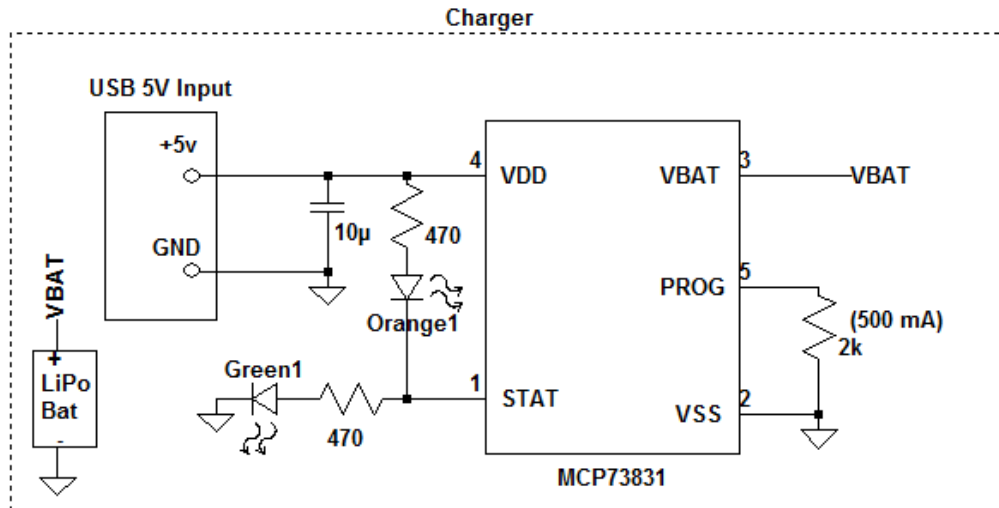 Charger
USB 5V Input
+5v
GND
10µ
470
Orange1
4
VDD
VBAT
3
VBAT
PROG
5
(500 mA)
2k
VBAT
+
LiPo
Bat
-
Green1
470
1
STAT
VSS
2
MCP73831